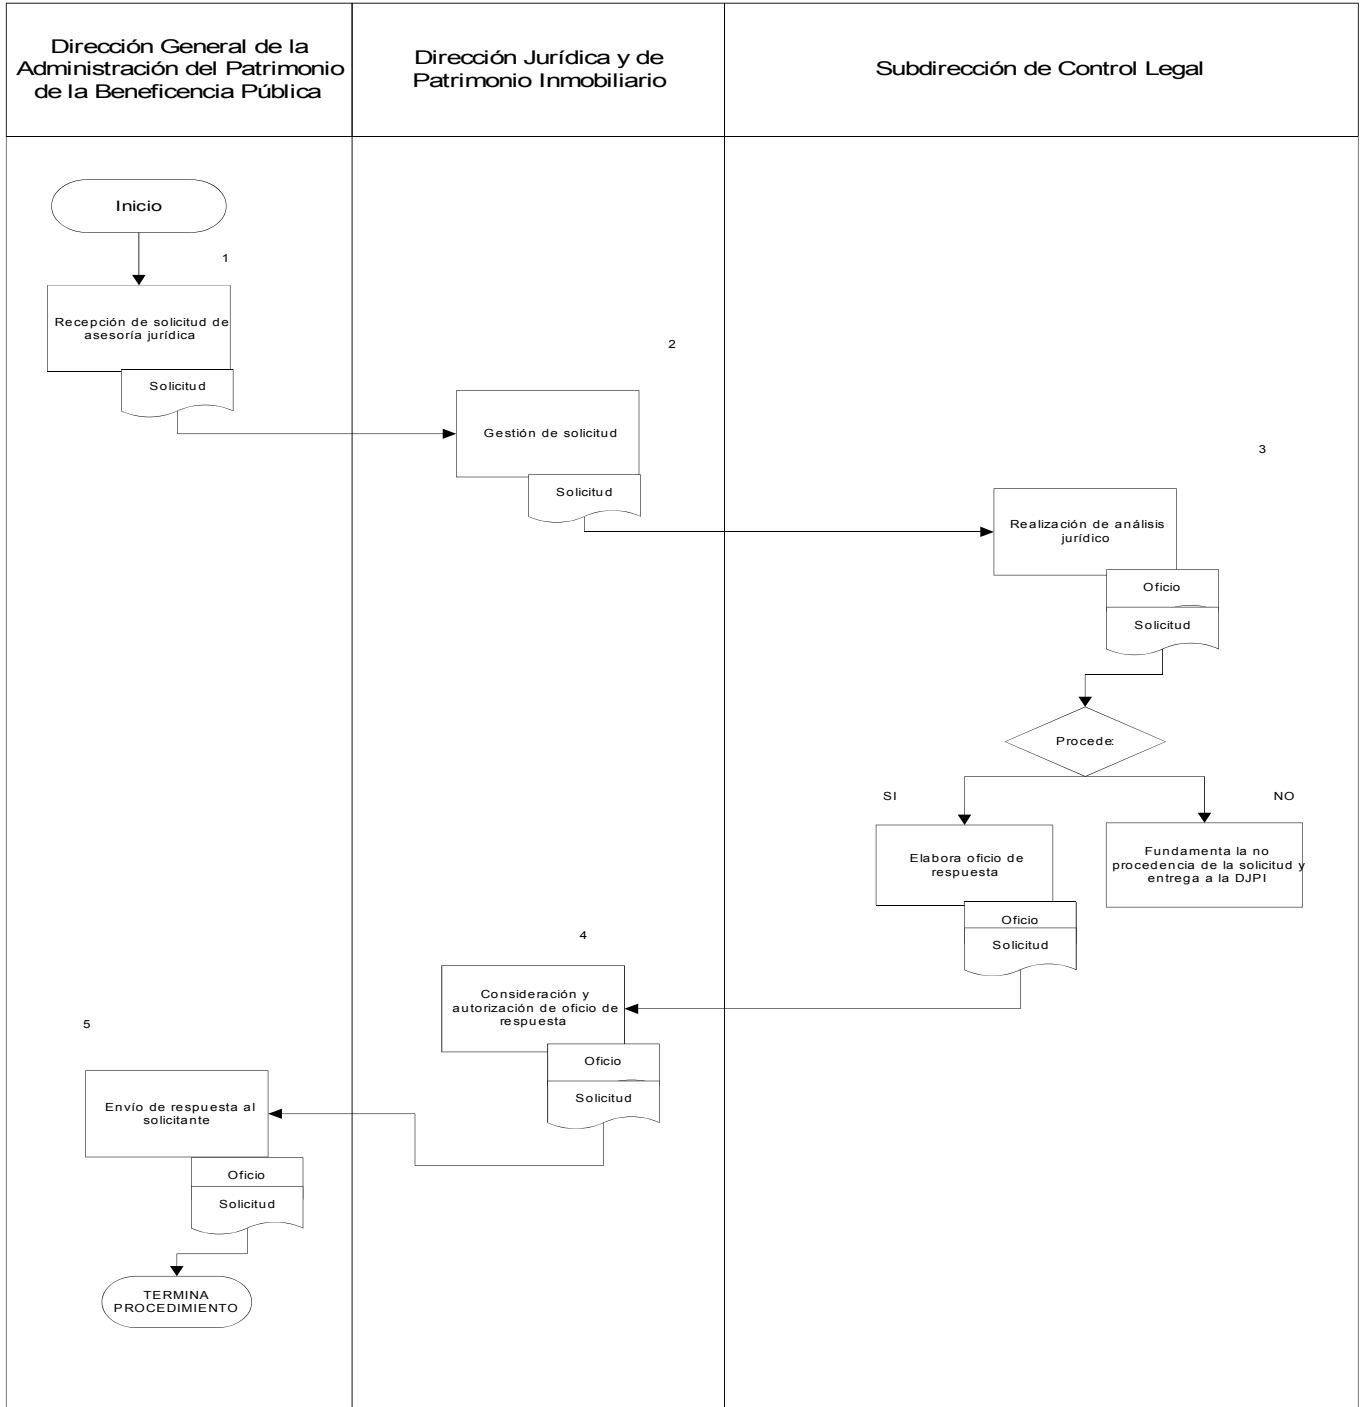 Dirección General de la
Administración del Patrimonio
de la Beneficencia Pública
Dirección Jurídica y de
Patrimonio Inmobiliario
Subdirección de Control Legal
Inicio
1
Recepción de solicitud de
asesoría jurídica
Solicitud
2
Gestión de solicitud
Solicitud
3
Realización de análisis
jurídico
Oficio
Solicitud
Procede:
SI
NO
Elabora oficio de
respuesta
Oficio
Solicitud
Fundamenta la no
procedencia de la solicitud y
entrega a la DJPI
4
Consideración y
autorización de oficio de
respuesta
Oficio
Solicitud
5
Envío de respuesta al
solicitante
Oficio
Solicitud
TERMINA
PROCEDIMIENTO